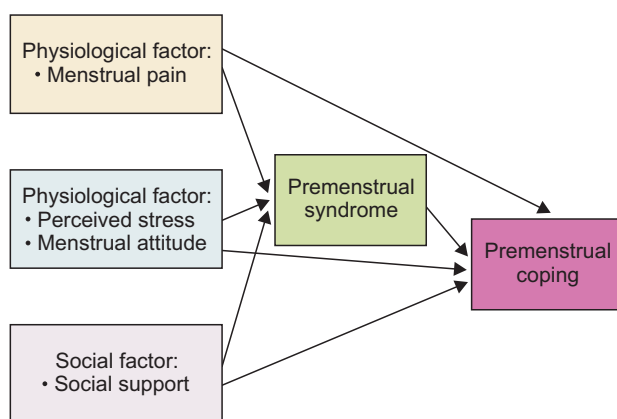 Physiological factor:
• Menstrual pain
Physiological factor:
• Perceived stress
• Menstrual attitude
Social factor:
• Social support
Premenstrual
syndrome
Premenstrual
coping